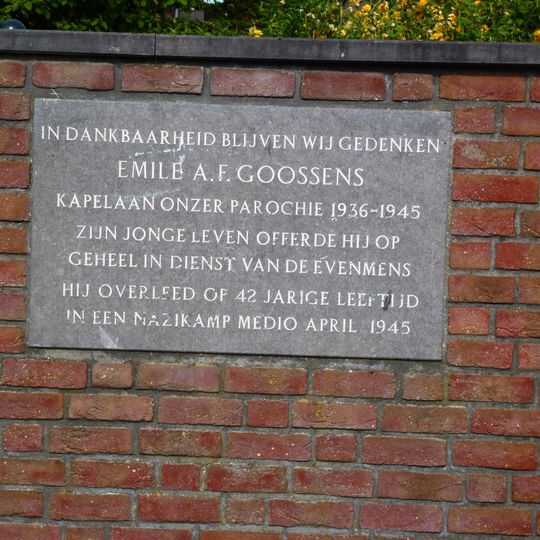 IN DANKBAARHEID BLIJVEN WIJ GEDENKEN
EMILE A.F. GOOSSENS
KAPELAAN ONZER PAROCHIE 1936-1945
ZIJN JONGE LEVEN OFFERDE HIJ OP
GEHEEL IN DIENST VAN DE EVENMENS
HIJ OVERLEED OP 42 JARIGE LEEFTIJD
IN EEN NAZIKAMP MEDIO APRIL 1945